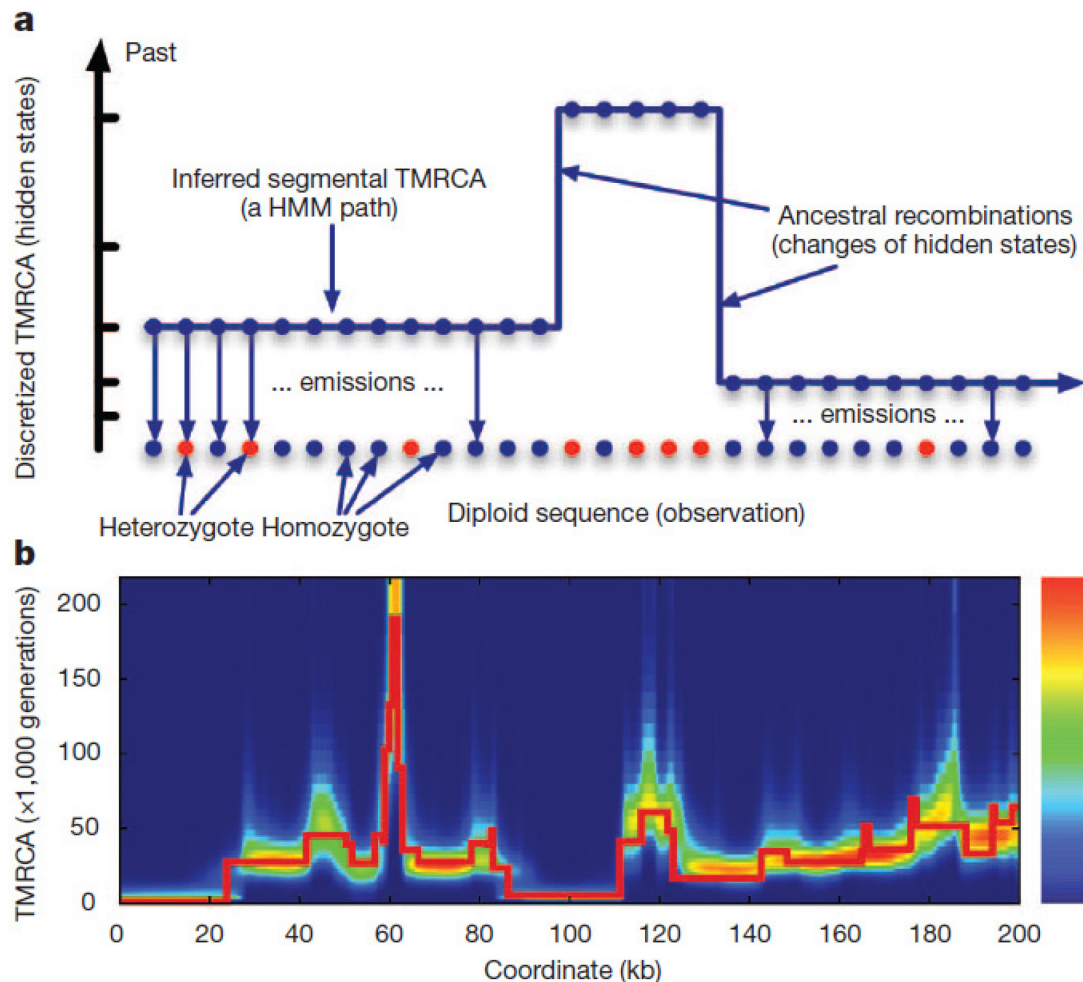 a
Past
Discretized TMRCA (hidden states)
Inferred segmental TMRCA
(a HMM path)
Ancestral recombinations
(changes of hidden states)
... emissions ...
... emissions ...
Heterozygote Homozygote
Diploid sequence (observation)
b
TMRCA (×1,000 generations)
200
150
100
50
0
0 20 40 60 80 100 120 140 160 180 200
Coordinate (kb)